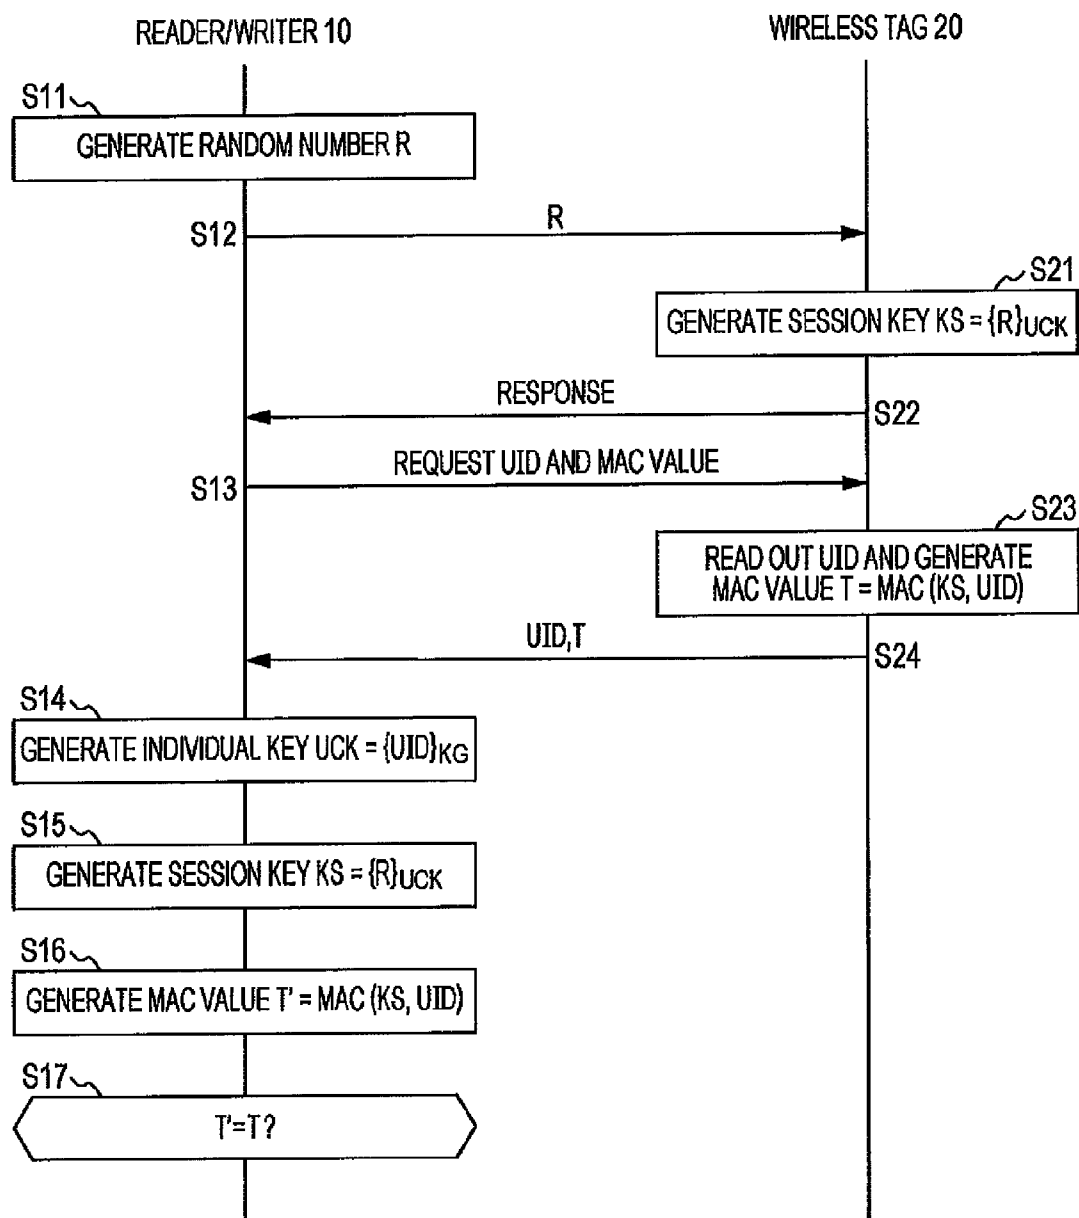 READER/WRITER 10
WIRELESS TAG 20
S11
GENERATE RANDOM NUMBER R
S12
R
S21
GENERATE SESSION KEY KS = {R}UCK
RESPONSE
S22
REQUEST UID AND MAC VALUE
S13
S23
READ OUT UID AND GENERATE
MAC VALUE T = MAC (KS, UID)
UID,T
S24
S14
GENERATE INDIVIDUAL KEY UCK = {UID}KG
S15
GENERATE SESSION KEY KS = {R}UCK
S16
GENERATE MAC VALUE T' = MAC (KS, UID)
S17
T'=T?